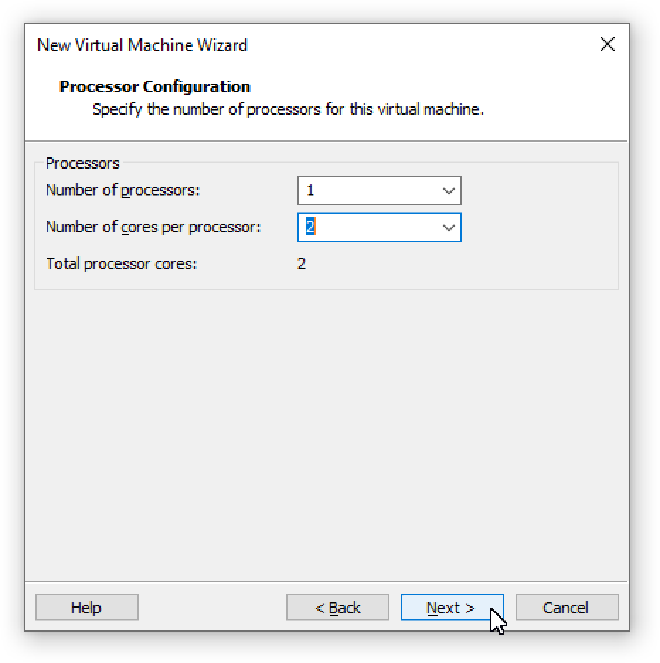 New Virtual Machine Wizard
Processor Configuration
Specify the number of processors for this virtual machine.
Processors
Number of processors: 1
Number of cores per processor: 2
Total processor cores: 2
Help < Back Next > Cancel